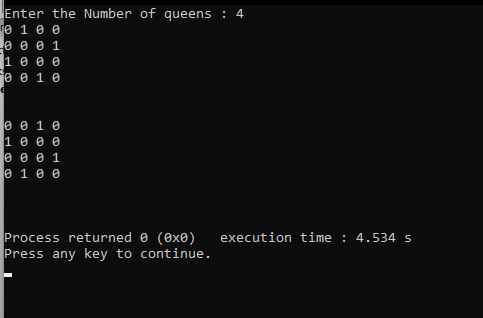 Enter the Number of queens : 4
0 1 0 0
0 0 0 1
1 0 0 0
0 0 1 0
0 0 1 0
1 0 0 0
0 0 0 1
0 1 0 0
Process returned 0 (0x0)   execution time : 4.534 s
Press any key to continue.